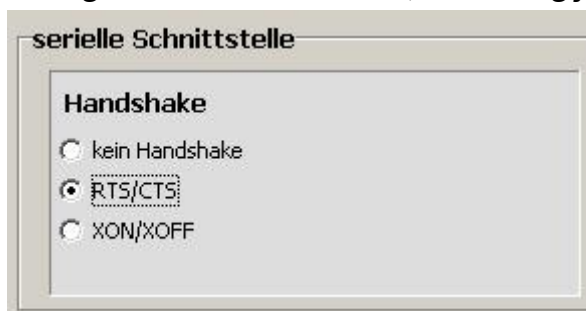 serielle Schnittstelle
Handshake
kein Handshake
RTS/CTS
XON/XOFF